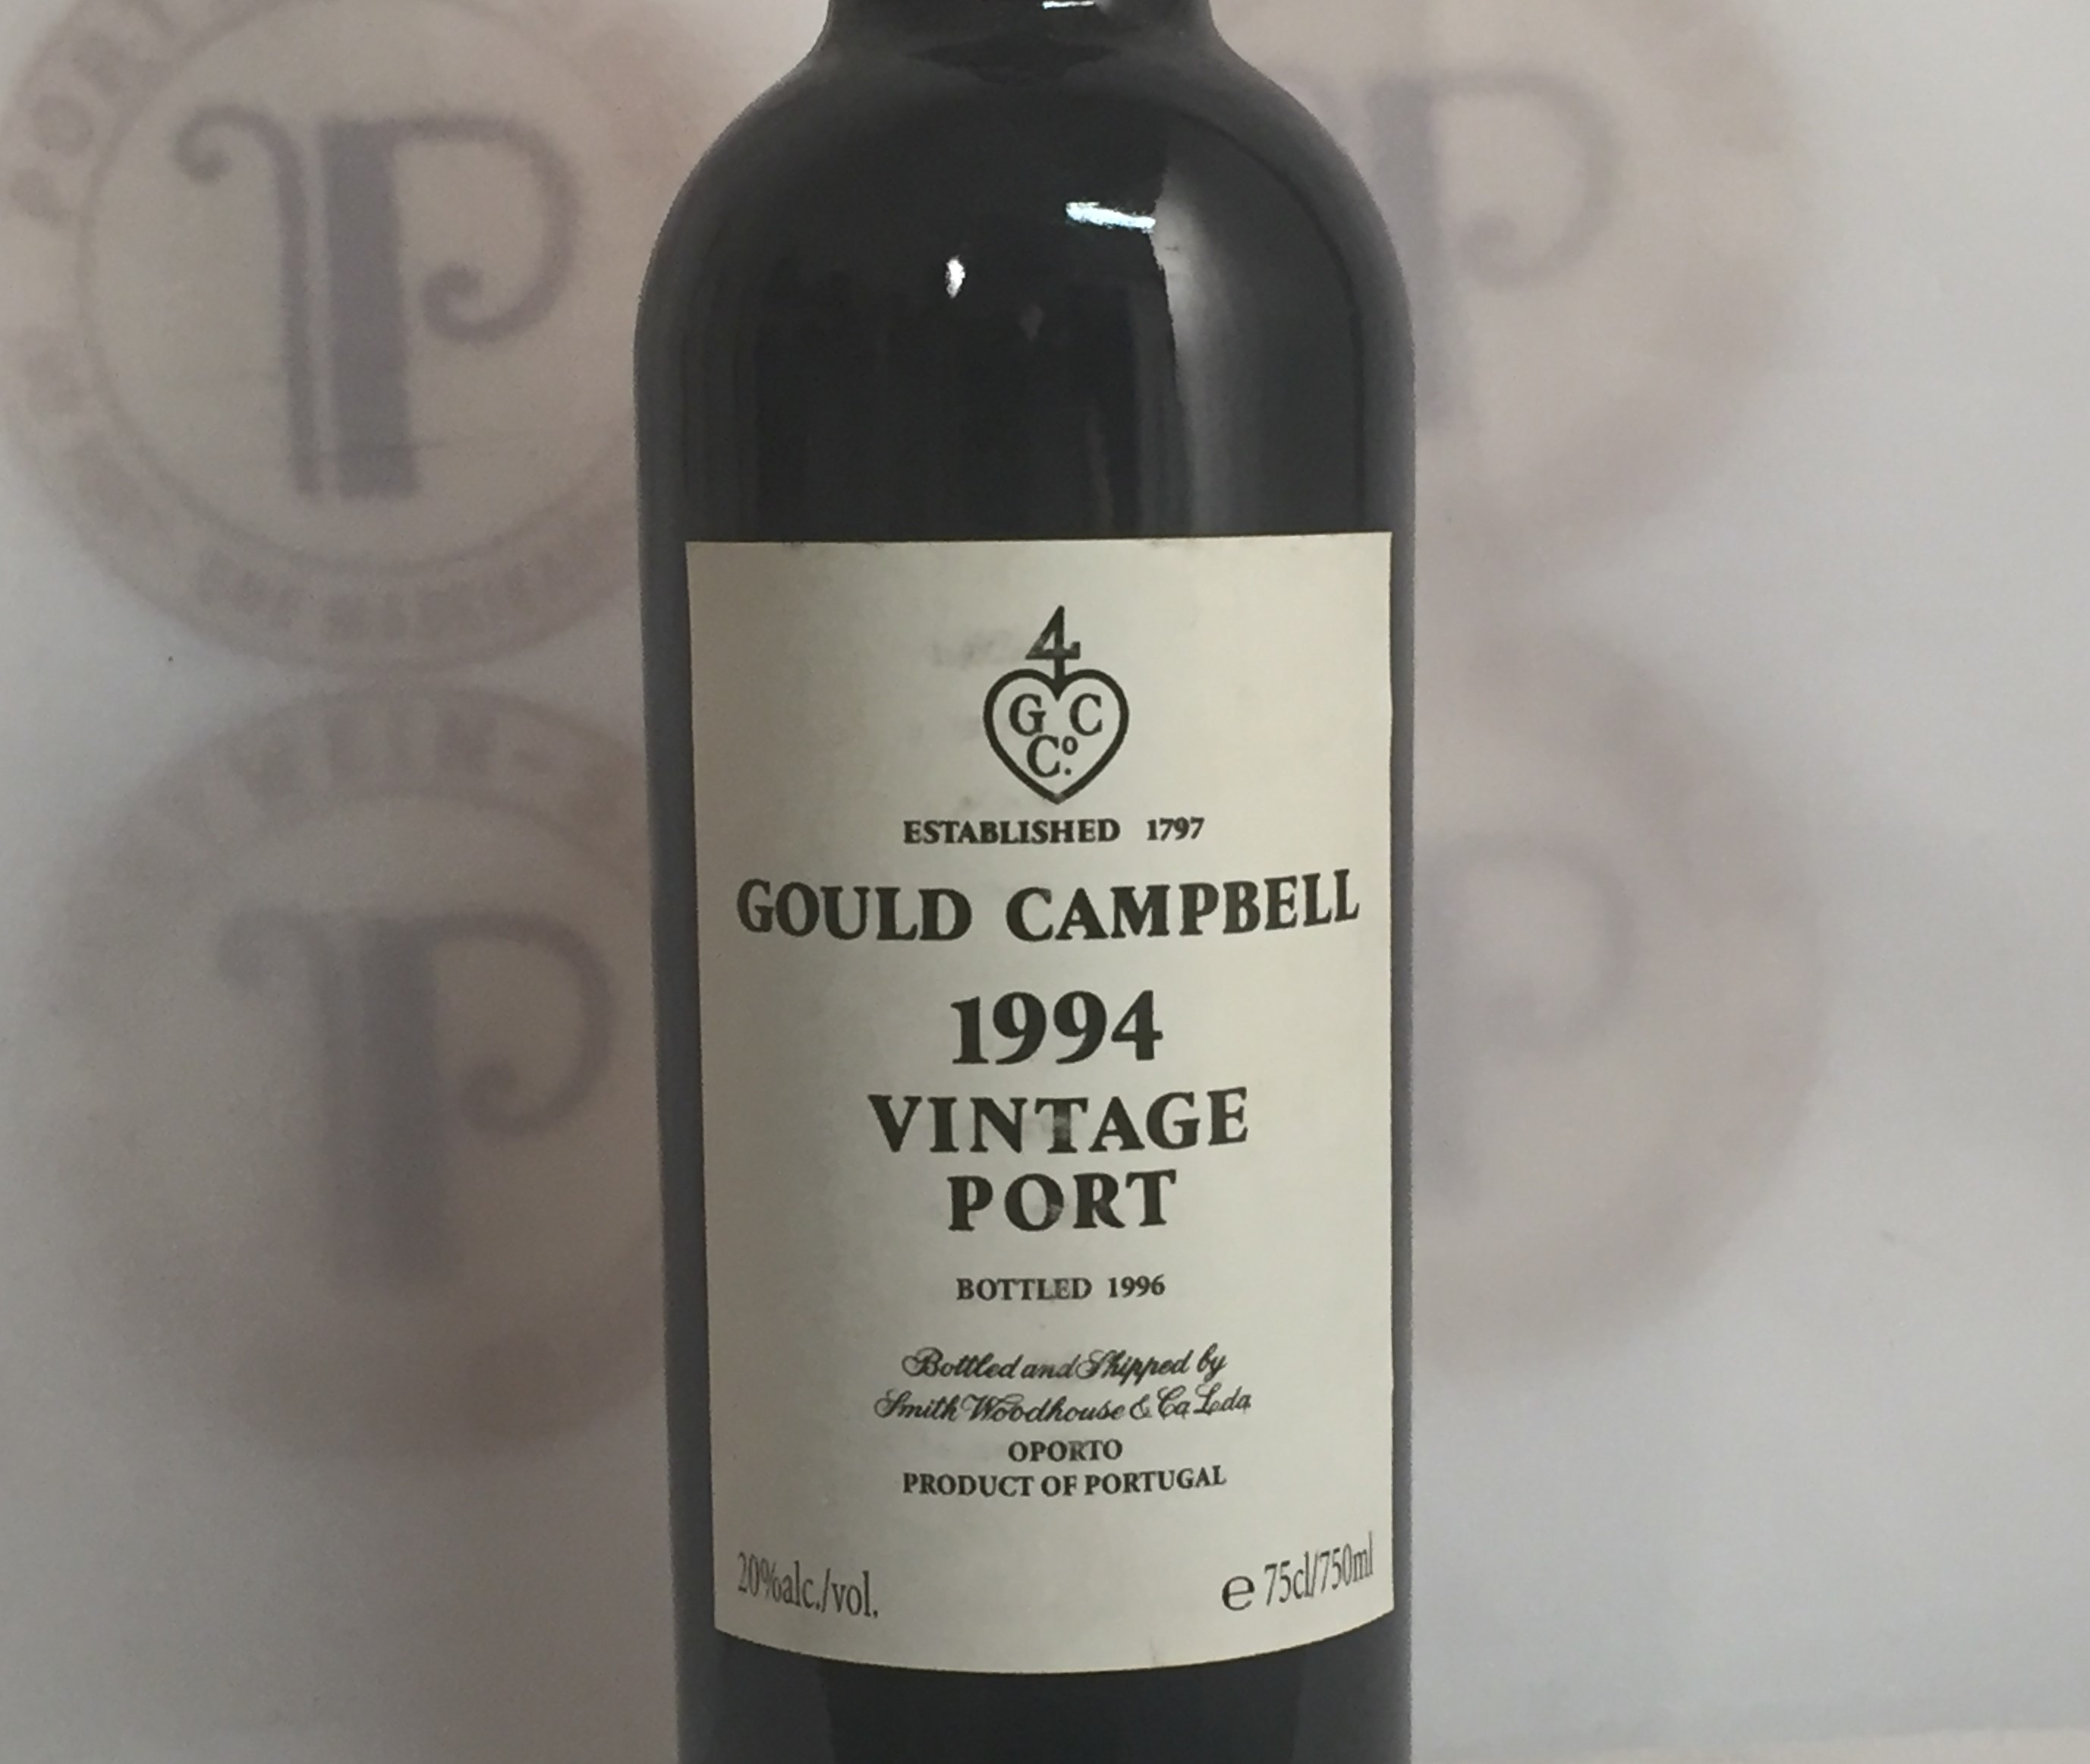 4
G C
Cº.
ESTABLISHED 1797
GOULD CAMPBELL
1994
VINTAGE
PORT
BOTTLED 1996
Bottled and Shipped by
Smith Woodhouse & Ca Lda
OPORTO
PRODUCT OF PORTUGAL
20%alc./vol.
e 75cl/750ml